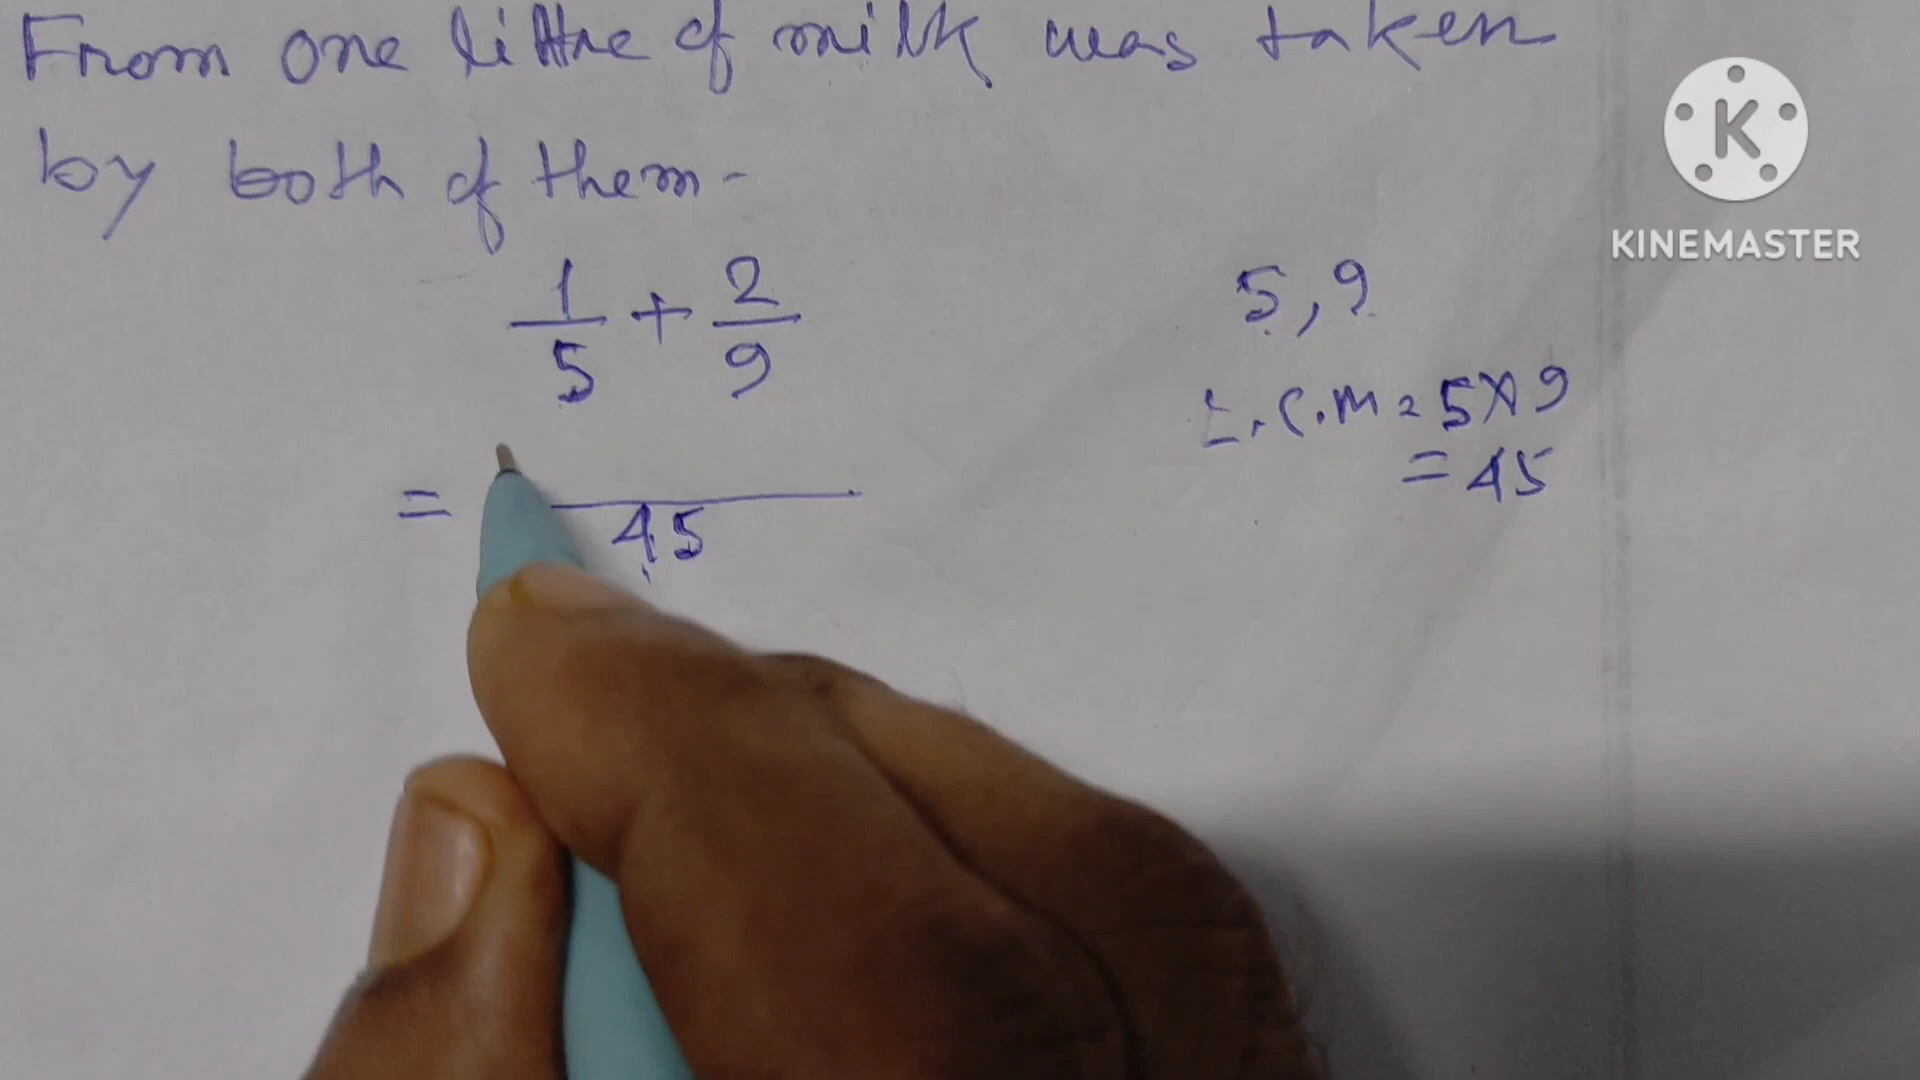 From one littre of milk was taken
by both of them-
1/5 + 2/9
5, 9
L.C.M = 5×9
= 45
= /45
K
KINEMASTER